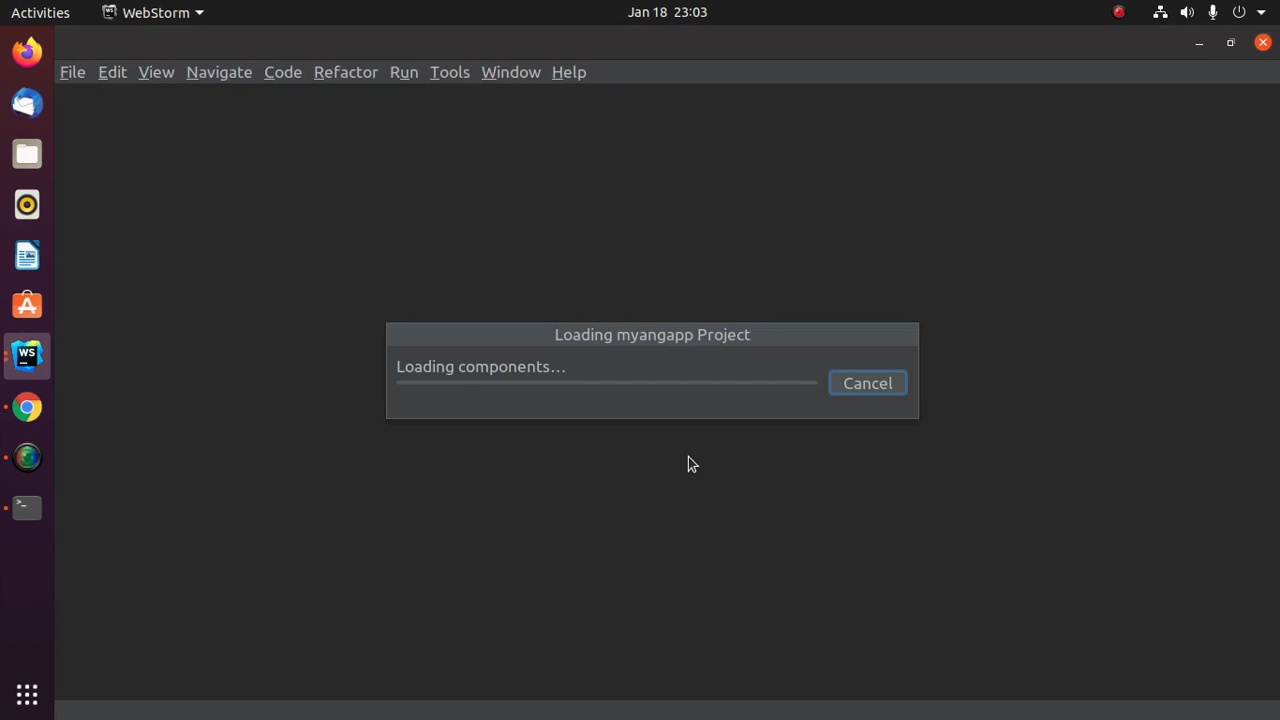 Activities WebStorm Jan 18 23:03
File Edit View Navigate Code Refactor Run Tools Window Help
Loading myangapp Project
Loading components...
Cancel
WS
>_